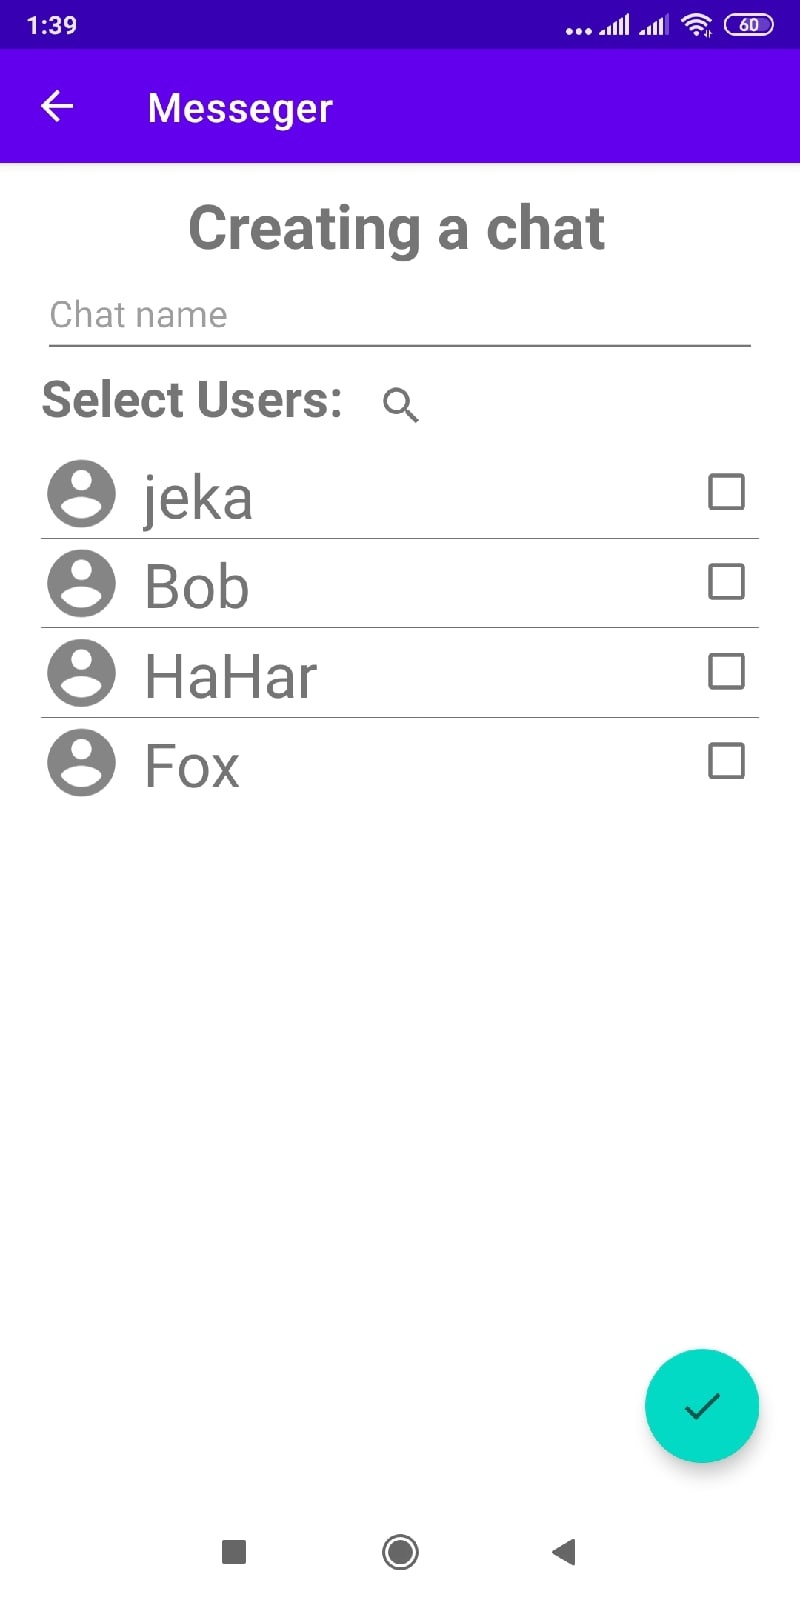 1:39
60
Messeger
Creating a chat
Chat name
Select Users:
jeka
Bob
HaHar
Fox